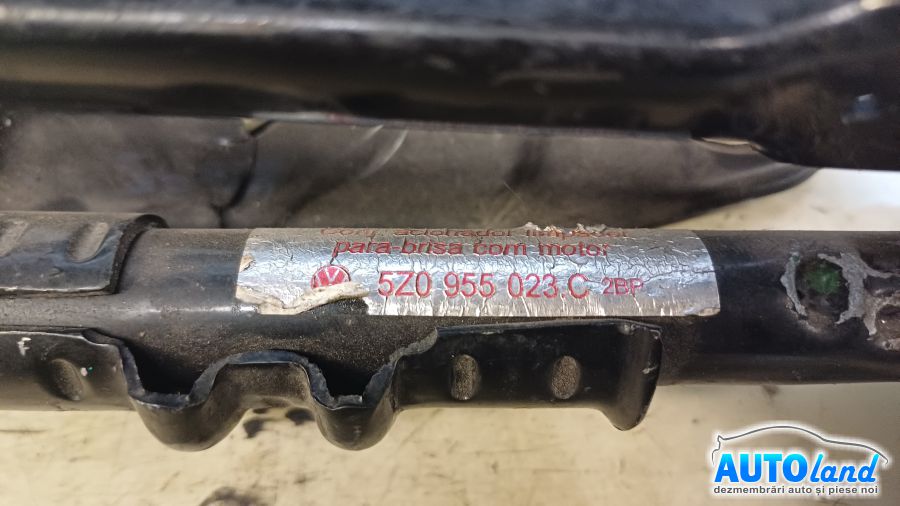 para-brisa com motor
5Z0 955 023.C 2BP
AUTOland
dezmembrări auto și piese noi